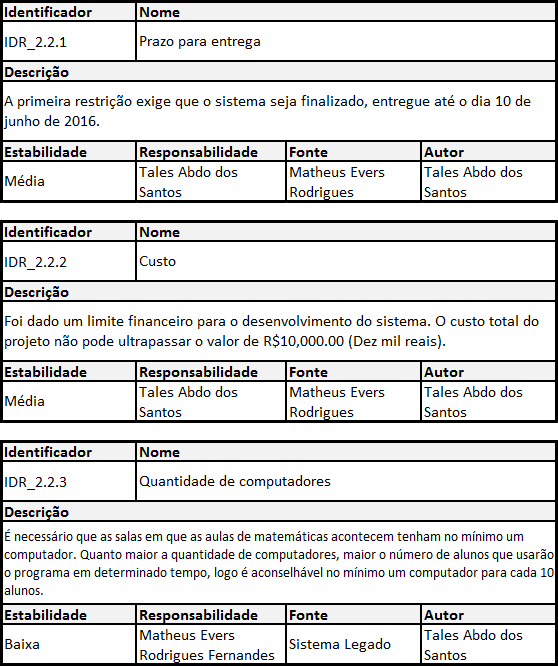 Identificador Nome
IDR_2.2.1 Prazo para entrega
Descrição
A primeira restrição exige que o sistema seja finalizado, entregue até o dia 10 de
junho de 2016.
Estabilidade Responsabilidade Fonte Autor
Média Tales Abdo dos Santos Matheus Evers Rodrigues Tales Abdo dos Santos
Identificador Nome
IDR_2.2.2 Custo
Descrição
Foi dado um limite financeiro para o desenvolvimento do sistema. O custo total do
projeto não pode ultrapassar o valor de R$10,000.00 (Dez mil reais).
Estabilidade Responsabilidade Fonte Autor
Média Tales Abdo dos Santos Matheus Evers Rodrigues Tales Abdo dos Santos
Identificador Nome
IDR_2.2.3 Quantidade de computadores
Descrição
É necessário que as salas em que as aulas de matemáticas acontecem tenham no mínimo um
computador. Quanto maior a quantidade de computadores, maior o número de alunos que usarão
o programa em determinado tempo, logo é aconselhável no mínimo um computador para cada 10
alunos.
Estabilidade Responsabilidade Fonte Autor
Baixa Matheus Evers Rodrigues Fernandes Sistema Legado Tales Abdo dos Santos